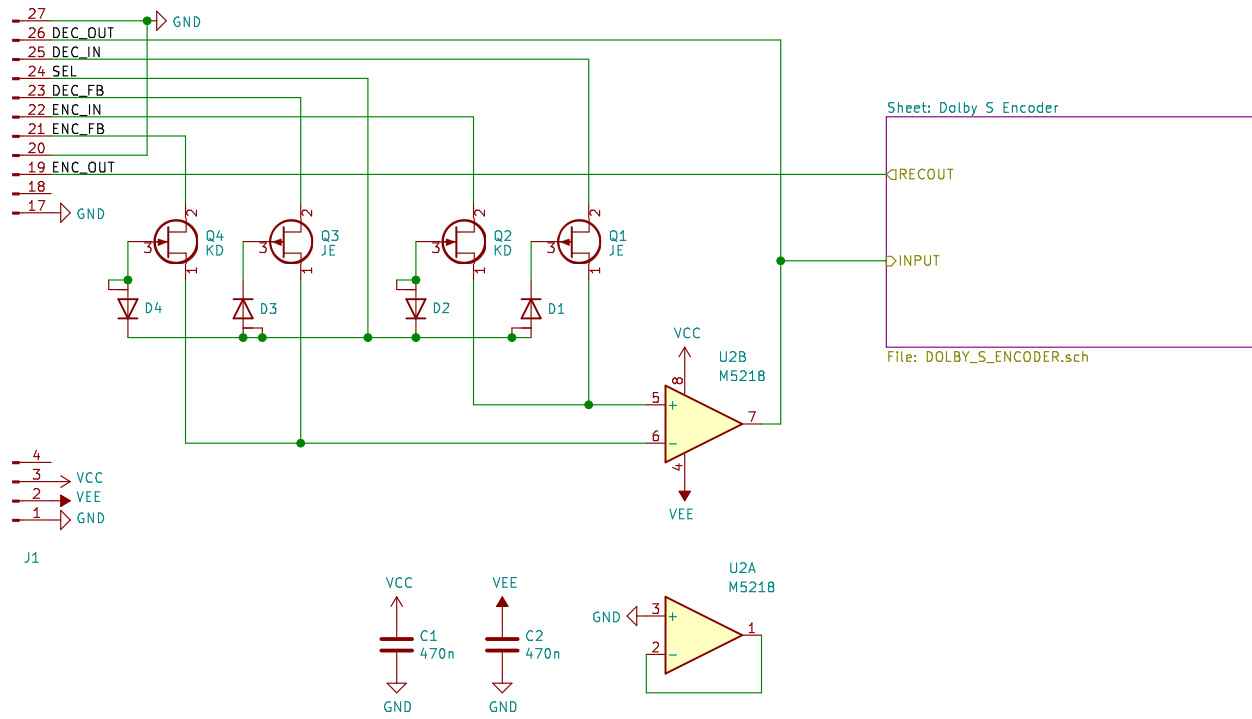 27 GND
26 DEC_OUT
25 DEC_IN
24 SEL
23 DEC_FB
22 ENC_IN
21 ENC_FB
20
19 ENC_OUT
18
17 GND
Sheet: Dolby S Encoder
RECOUT
INPUT
File: DOLBY_S_ENCODER.sch
2
3
1
Q4
KD
2
3
1
Q3
JE
2
3
1
Q2
KD
2
3
1
Q1
JE
D4
D3
D2
D1
VCC
8
U2B
M5218
5 +
7
6 −
4
VEE
4
3 VCC
2 VEE
1 GND
J1
VCC
C1
470n
GND
VEE
C2
470n
GND
U2A
M5218
GND 3 +
1
2 −